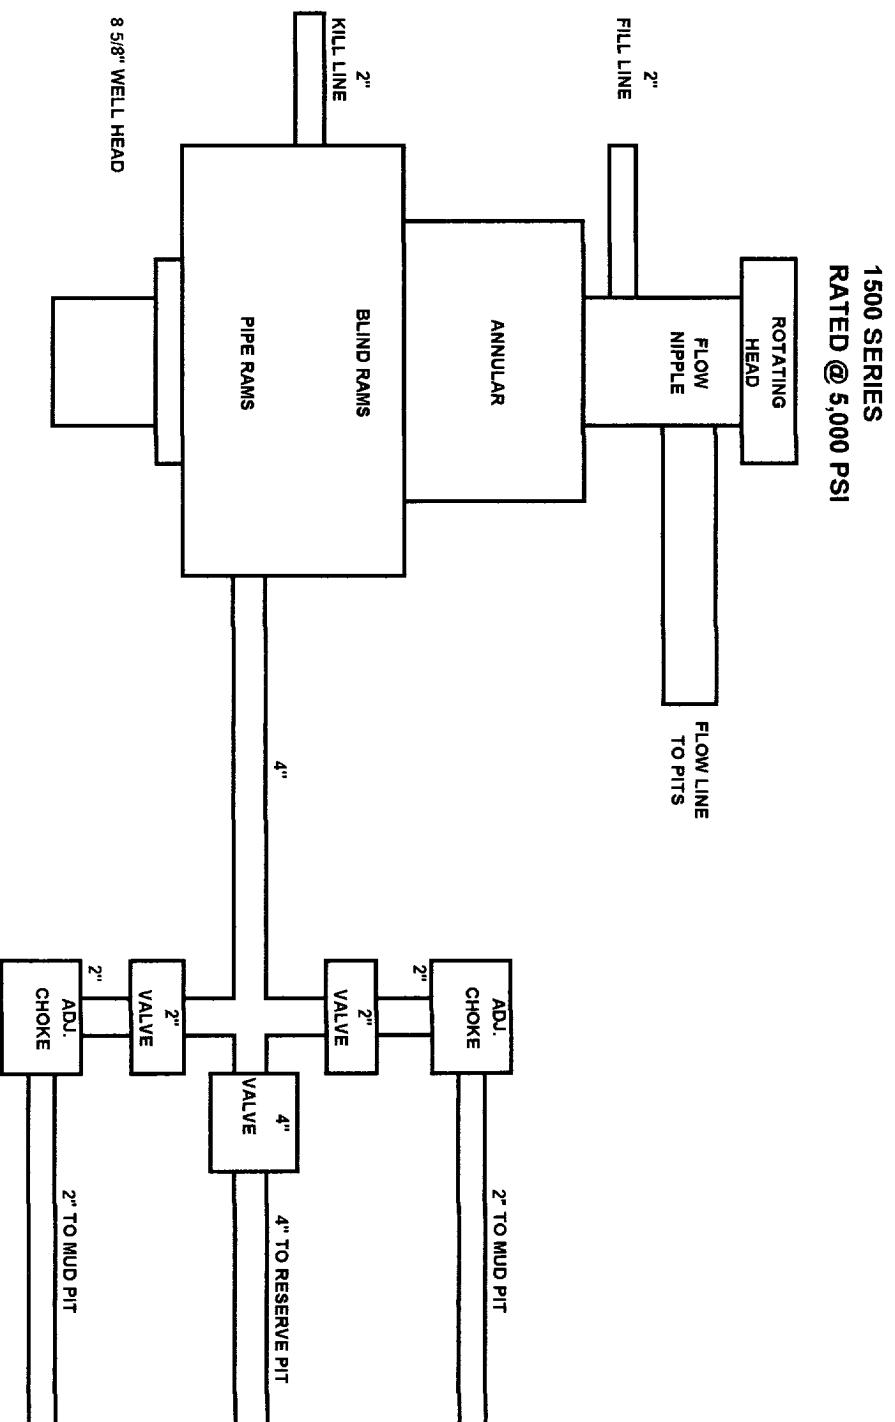 1500 SERIES
RATED @ 5,000 PSI
ROTATING
HEAD
FLOW
NIPPLE
2"
FILL LINE
FLOW LINE
TO PITS
ANNULAR
BLIND RAMS
PIPE RAMS
2"
KILL LINE
8 5/8" WELL HEAD
4"
ADJ.
CHOKE
2"
2"
VALVE
2" TO MUD PIT
4"
VALVE
4" TO RESERVE PIT
2"
VALVE
2"
ADJ.
CHOKE
2" TO MUD PIT